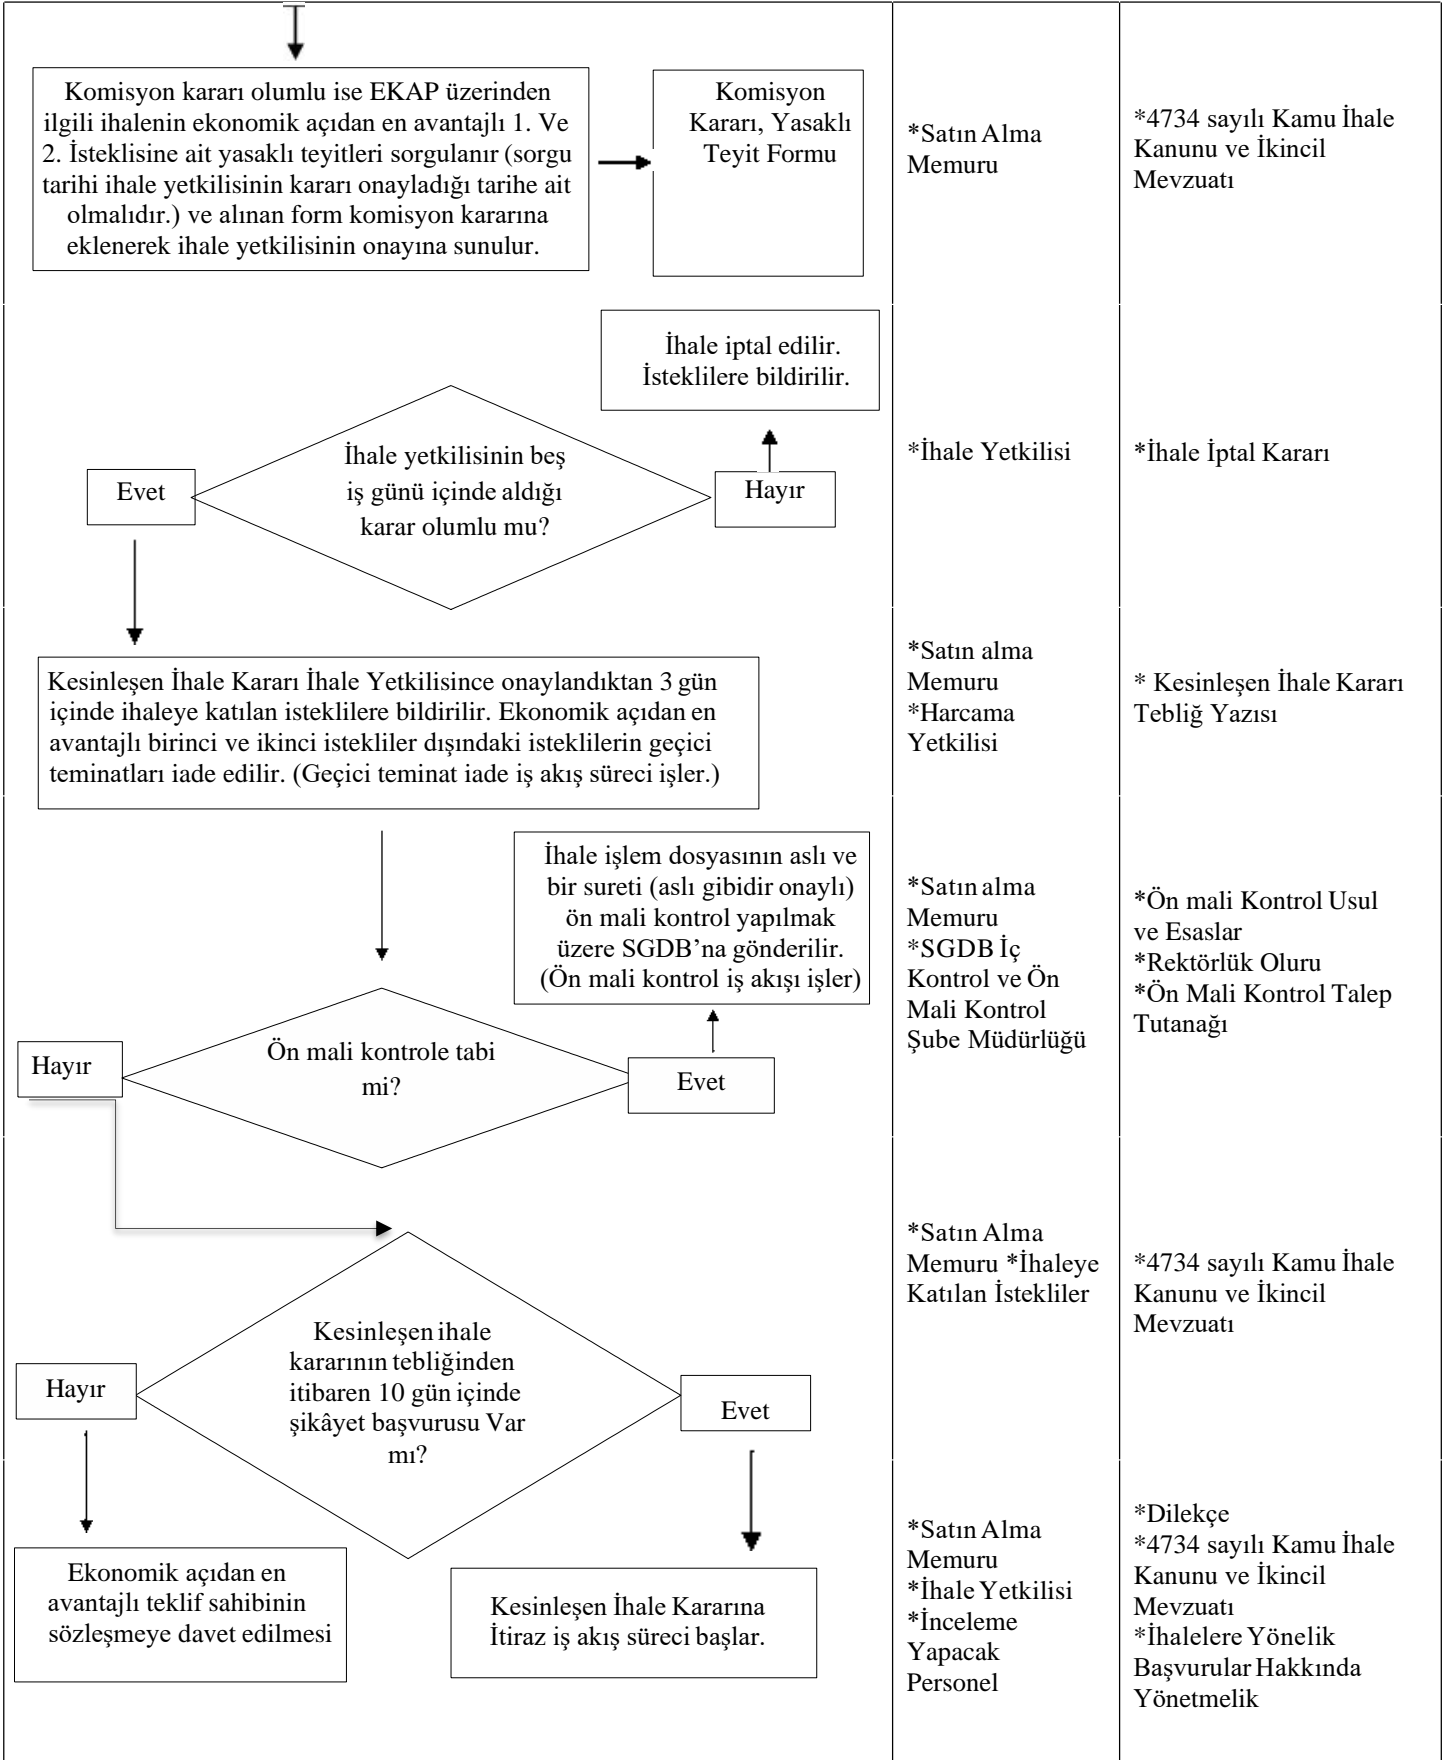 Komisyon kararı olumlu ise EKAP üzerinden
ilgili ihalenin ekonomik açıdan en avantajlı 1. Ve
2. İsteklisine ait yasaklı teyitleri sorgulanır (sorgu
tarihi ihale yetkilisinin kararı onayladığı tarihe ait
olmalıdır.) ve alınan form komisyon kararına
eklenerek ihale yetkilisinin onayına sunulur.
Komisyon
Kararı, Yasaklı
Teyit Formu
*Satın Alma
Memuru
*4734 sayılı Kamu İhale
Kanunu ve İkincil
Mevzuatı
İhale iptal edilir.
İsteklilere bildirilir.
İhale yetkilisinin beş
iş günü içinde aldığı
karar olumlu mu?
Evet
Hayır
*İhale Yetkilisi
*İhale İptal Kararı
Kesinleşen İhale Kararı İhale Yetkilisince onaylandıktan 3 gün
içinde ihaleye katılan isteklilere bildirilir. Ekonomik açıdan en
avantajlı birinci ve ikinci istekliler dışındaki isteklilerin geçici
teminatları iade edilir. (Geçici teminat iade iş akış süreci işler.)
*Satın alma
Memuru
*Harcama
Yetkilisi
* Kesinleşen İhale Kararı
Tebliğ Yazısı
İhale işlem dosyasının aslı ve
bir sureti (aslı gibidir onaylı)
ön mali kontrol yapılmak
üzere SGDB’na gönderilir.
(Ön mali kontrol iş akışı işler)
Hayır
Ön mali kontrole tabi
mi?
Evet
*Satın alma
Memuru
*SGDB İç
Kontrol ve Ön
Mali Kontrol
Şube Müdürlüğü
*Ön mali Kontrol Usul
ve Esaslar
*Rektörlük Oluru
*Ön Mali Kontrol Talep
Tutanağı
Kesinleşen ihale
kararının tebliğinden
itibaren 10 gün içinde
şikâyet başvurusu Var
mı?
Hayır
Evet
*Satın Alma
Memuru *İhaleye
Katılan İstekliler
*4734 sayılı Kamu İhale
Kanunu ve İkincil
Mevzuatı
Ekonomik açıdan en
avantajlı teklif sahibinin
sözleşmeye davet edilmesi
Kesinleşen İhale Kararına
İtiraz iş akış süreci başlar.
*Satın Alma
Memuru
*İhale Yetkilisi
*İnceleme
Yapacak
Personel
*Dilekçe
*4734 sayılı Kamu İhale
Kanunu ve İkincil
Mevzuatı
*İhalelere Yönelik
Başvurular Hakkında
Yönetmelik